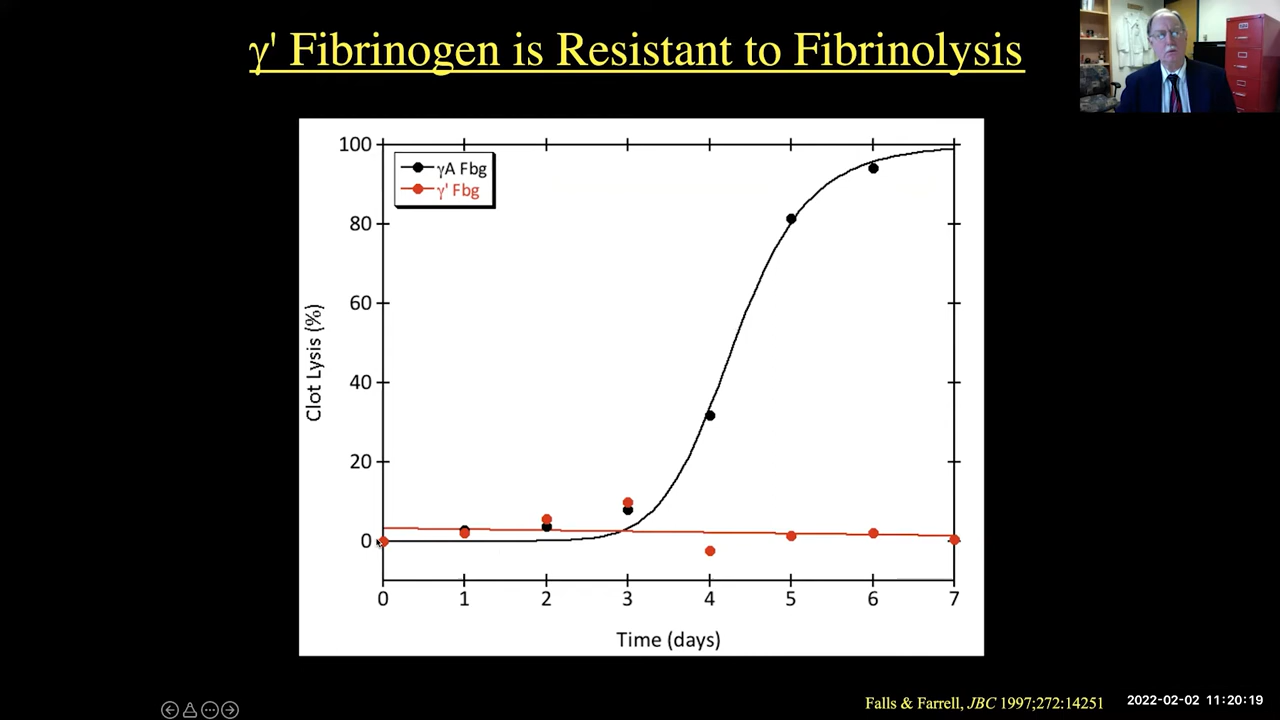 γ' Fibrinogen is Resistant to Fibrinolysis
100
80
60
40
20
0
Clot Lysis (%)
γA Fbg
γ' Fbg
0 1 2 3 4 5 6 7
Time (days)
Falls & Farrell, JBC 1997;272:14251
2022-02-02 11:20:19